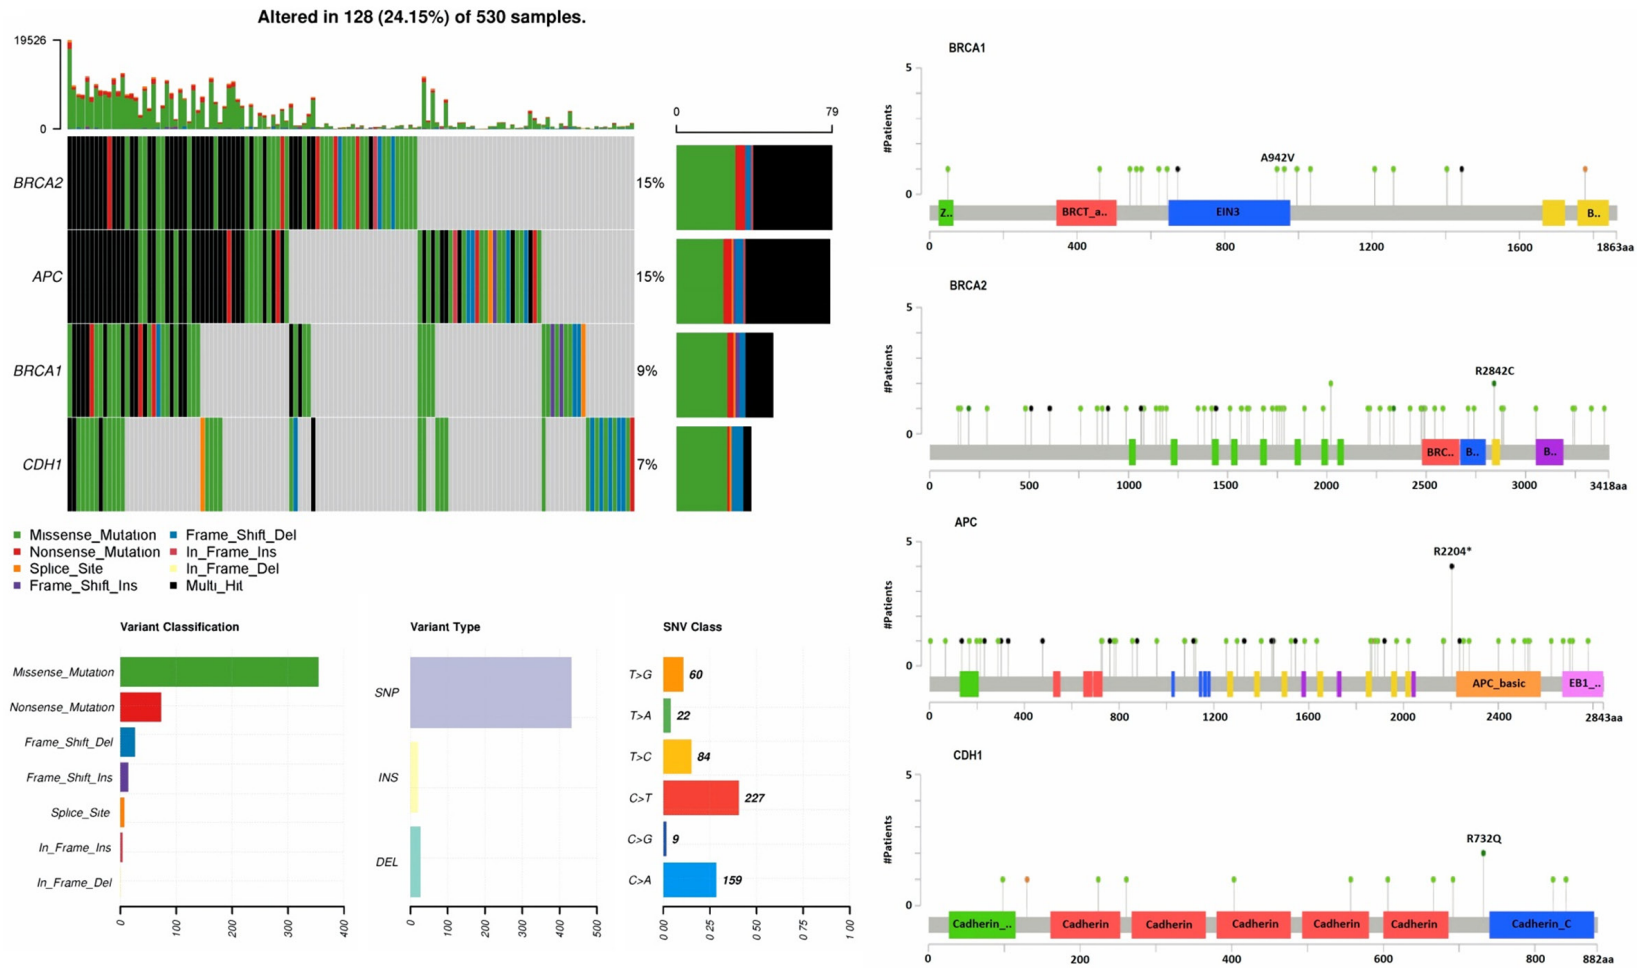 Altered in 128 (24.15%) of 530 samples.
19526
0
0 79
BRCA2 15%
APC 15%
BRCA1 9%
CDH1 7%
Missense_Mutation Frame_Shift_Del
Nonsense_Mutation In_Frame_Ins
Splice_Site In_Frame_Del
Frame_Shift_Ins Multi_Hit
Variant Classification
Missense_Mutation
Nonsense_Mutation
Frame_Shift_Del
Frame_Shift_Ins
Splice_Site
In_Frame_Ins
In_Frame_Del
0 100 200 300 400
Variant Type
SNP
INS
DEL
0 100 200 300 400 500
SNV Class
T>G 60
T>A 22
T>C 84
C>T 227
C>G 9
C>A 159
0 00 0 25 0 50 0 75 1 00
BRCA1
5
#Patients
A942V
0
Z.. BRCT_a.. EIN3 B..
0 400 800 1200 1600 1863aa
BRCA2
5
#Patients
R2842C
0
BRC.. B.. B..
0 500 1000 1500 2000 2500 3000 3418aa
APC
5
#Patients
R2204*
0
APC_basic EB1_..
0 400 800 1200 1600 2000 2400 2843aa
CDH1
5
#Patients
R732Q
0
Cadherin_.. Cadherin Cadherin Cadherin Cadherin Cadherin Cadherin_C
0 200 400 600 800 882aa